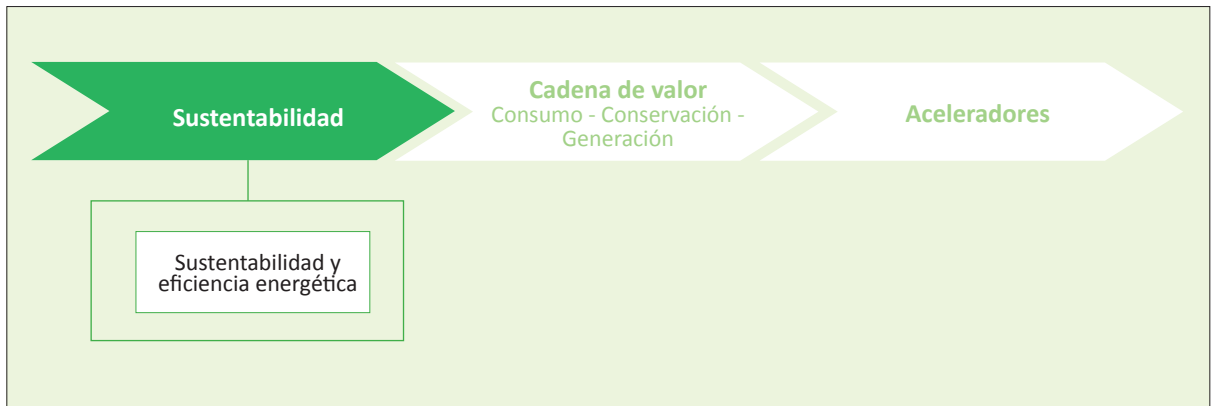 Sustentabilidad
Cadena de valor
Consumo - Conservación -
Generación
Aceleradores
Sustentabilidad y
eficiencia energética